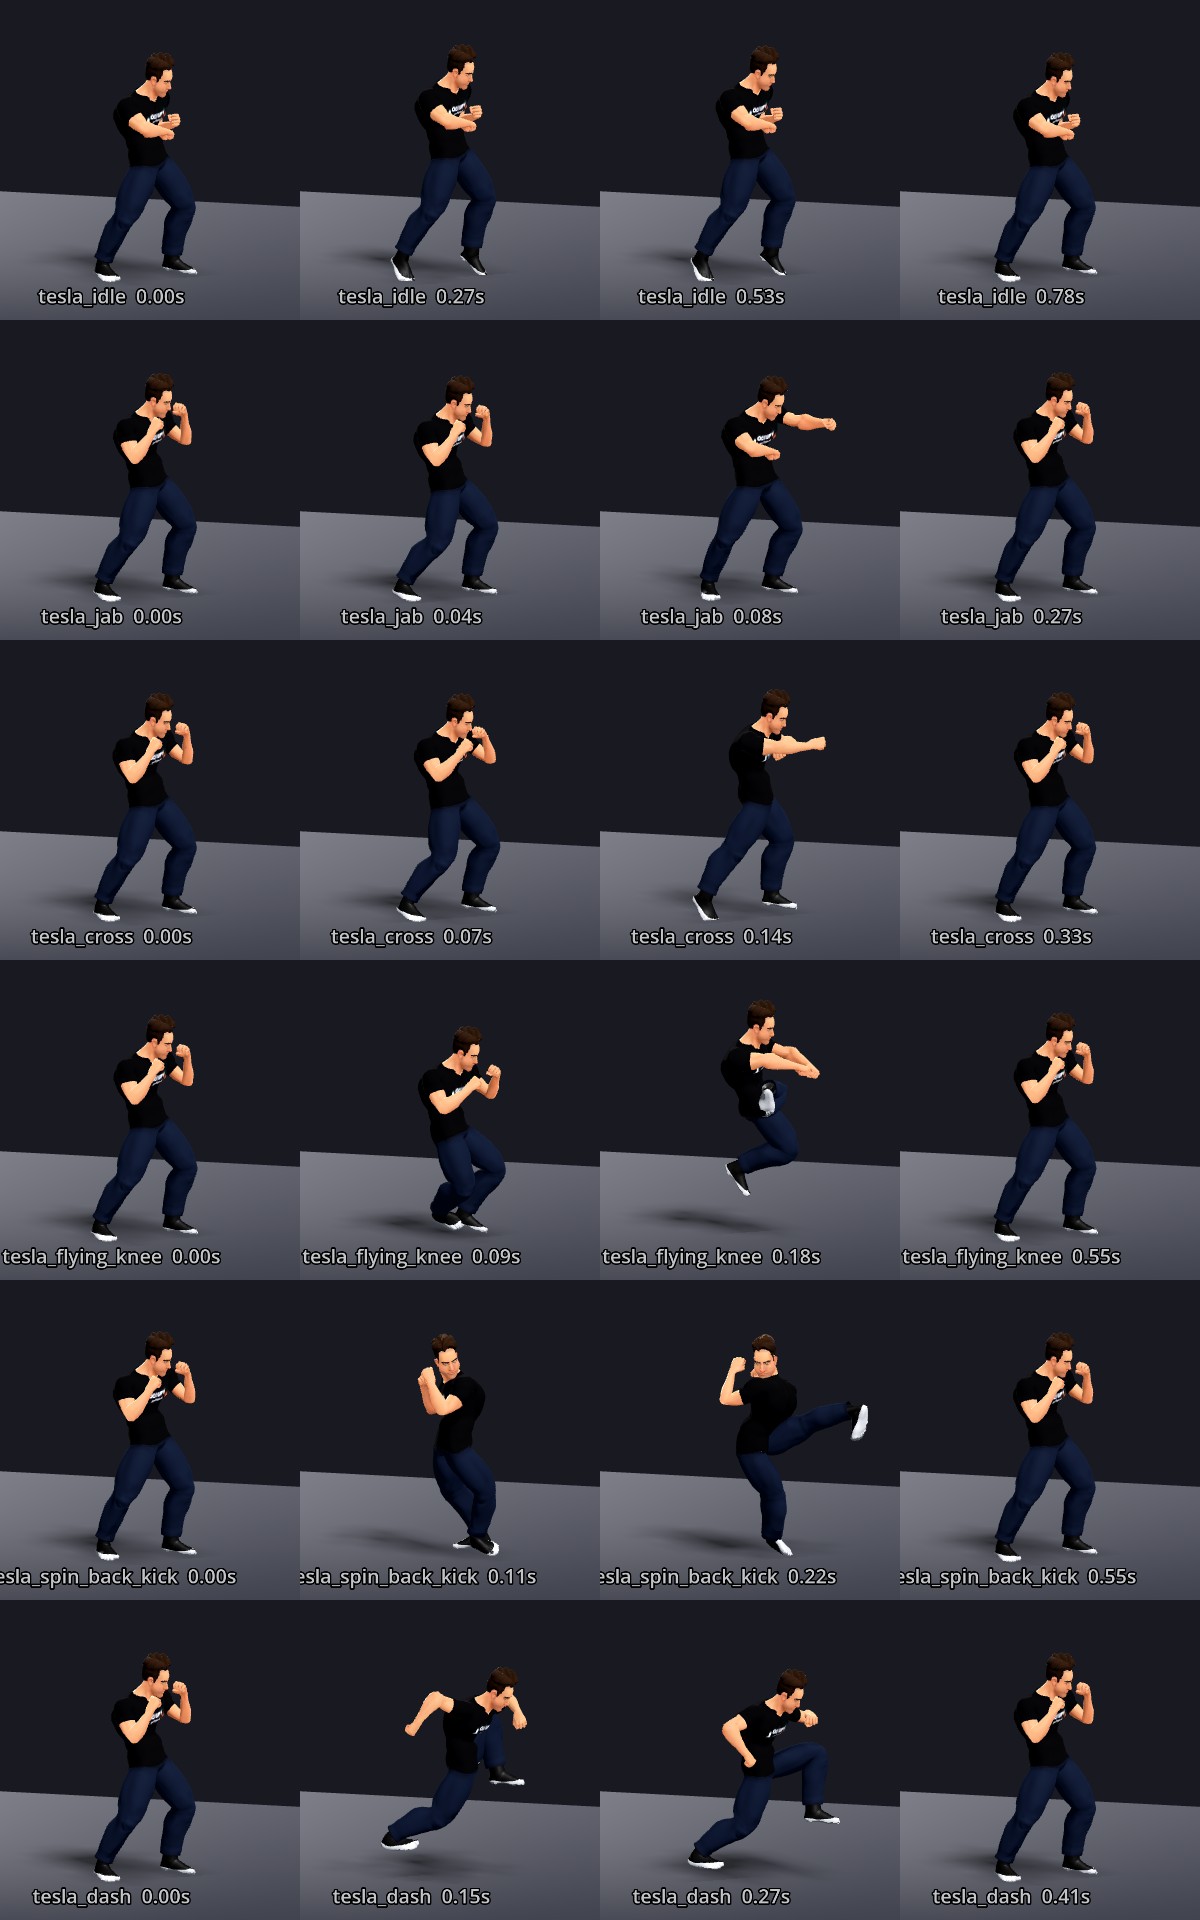 tesla_idle 0.00s
tesla_idle 0.27s
tesla_idle 0.53s
tesla_idle 0.78s
tesla_jab 0.00s
tesla_jab 0.04s
tesla_jab 0.08s
tesla_jab 0.27s
tesla_cross 0.00s
tesla_cross 0.07s
tesla_cross 0.14s
tesla_cross 0.33s
tesla_flying_knee 0.00s
tesla_flying_knee 0.09s
tesla_flying_knee 0.18s
tesla_flying_knee 0.55s
esla_spin_back_kick 0.00s
esla_spin_back_kick 0.11s
esla_spin_back_kick 0.22s
esla_spin_back_kick 0.55s
tesla_dash 0.00s
tesla_dash 0.15s
tesla_dash 0.27s
tesla_dash 0.41s